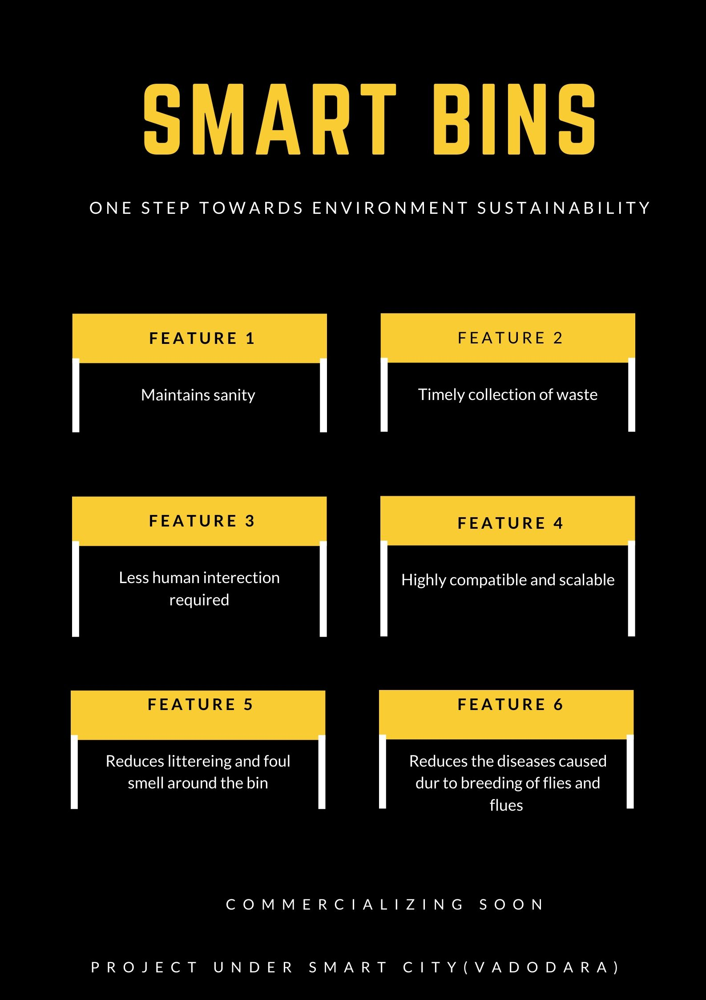 SMART BINS
ONE STEP TOWARDS ENVIRONMENT SUSTAINABILITY
FEATURE 1
Maintains sanity
FEATURE 2
Timely collection of waste
FEATURE 3
Less human interection
required
FEATURE 4
Highly compatible and scalable
FEATURE 5
Reduces littereing and foul
smell around the bin
FEATURE 6
Reduces the diseases caused
dur to breeding of flies and
flues
COMMERCIALIZING SOON
PROJECT UNDER SMART CITY(VADODARA)